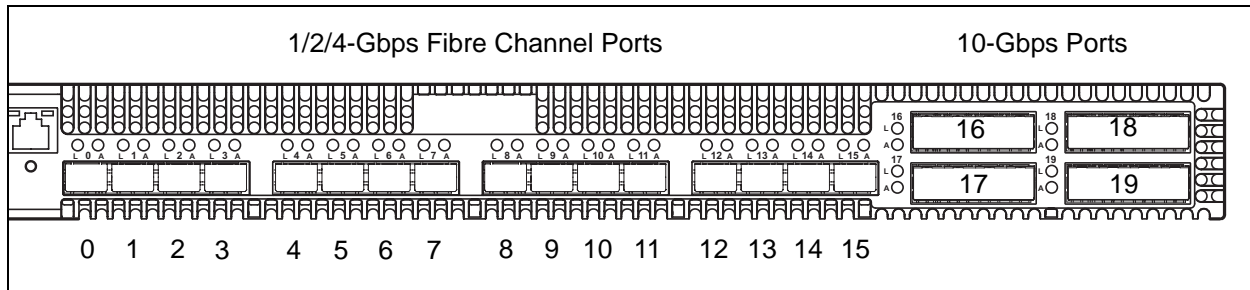 1/2/4-Gbps Fibre Channel Ports 10-Gbps Ports
16 18
L 16 L 18
A A
17 19
L 17 L 19
A A
L 0 A L 1 A L 2 A L 3 A L 4 A L 5 A L 6 A L 7 A L 8 A L 9 A L 10 A L 11 A L 12 A L 13 A L 14 A L 15 A
0 1 2 3 4 5 6 7 8 9 10 11 12 13 14 15